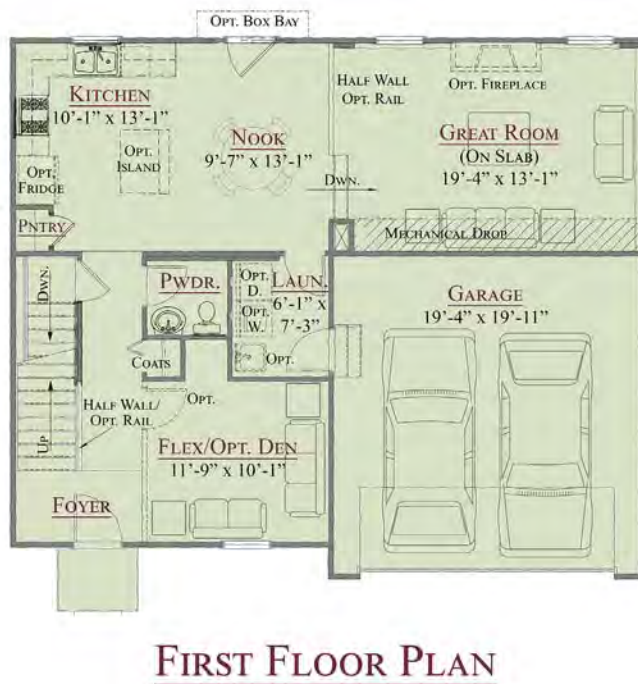 OPT. BOX BAY
KITCHEN
10'-1" x 13'-1"
NOOK
9'-7" x 13'-1"
OPT.
ISLAND
OPT.
FRIDGE
PNTRY
HALF WALL
OPT. RAIL
OPT. FIREPLACE
GREAT ROOM
(ON SLAB)
19'-4" x 13'-1"
DWN.
MECHANICAL DROP
DWN.
PWDR.
OPT.
D.
OPT.
W.
OPT.
LAUN.
6'-1" x
7'-3"
GARAGE
19'-4" x 19'-11"
COATS
OPT.
HALF WALL/
OPT. RAIL
UP
FLEX/OPT. DEN
11'-9" x 10'-1"
FOYER
FIRST FLOOR PLAN